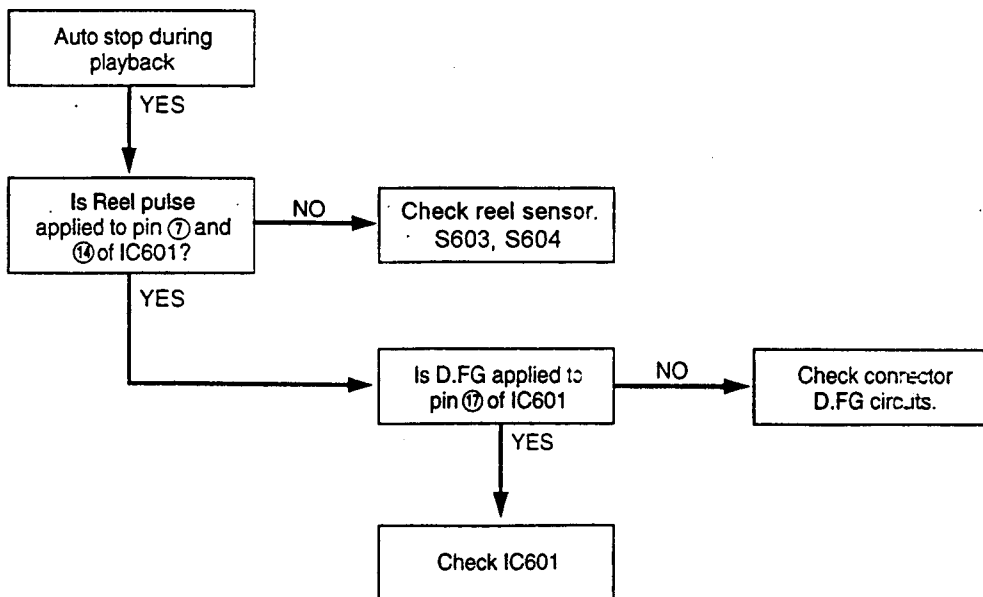 Auto stop during
playback
YES
Is Reel pulse
applied to pin ⑦ and
⑭ of IC601?
NO
Check reel sensor.
S603, S604
YES
Is D.FG applied to
pin ⑰ of IC601
NO
Check connector
D.FG circuits.
YES
Check IC601